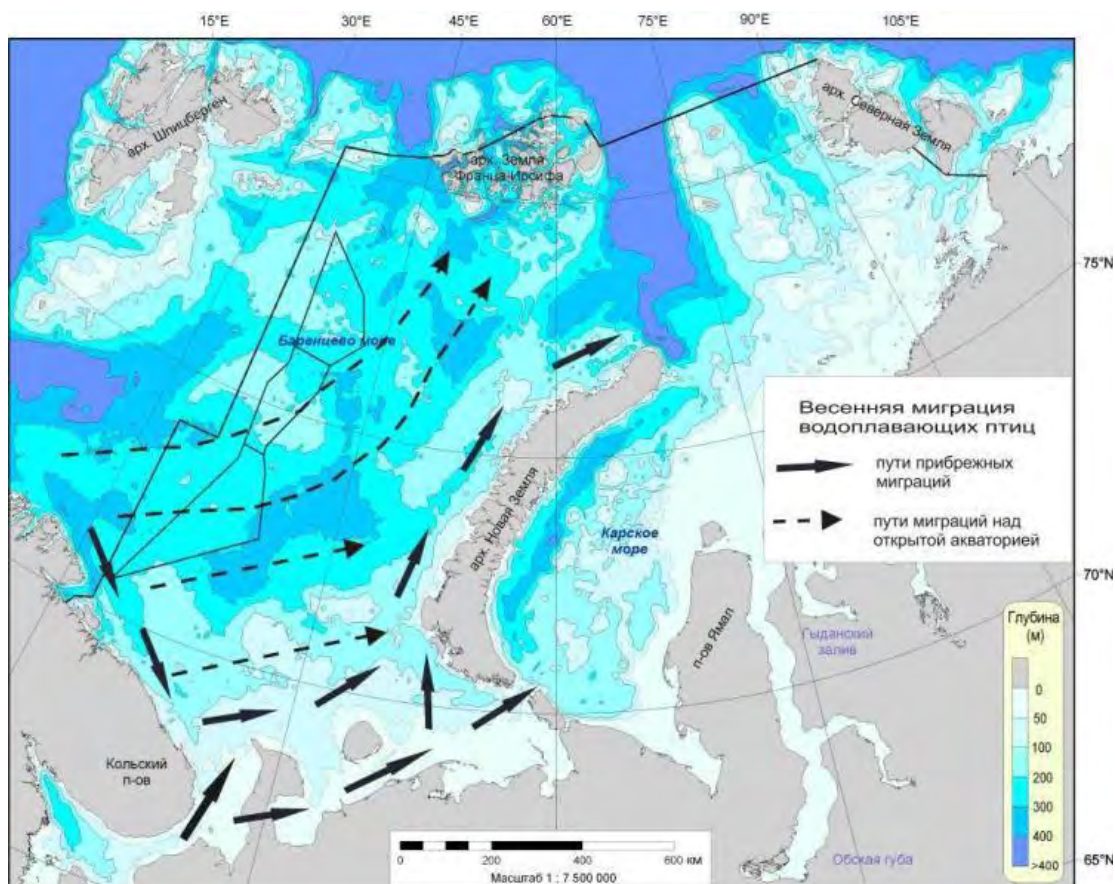 15°E
30°E
45°E
60°E
75°E
90°E
105°E
арх. Шпицберген
арх. Земля
Франца-Иосифа
арх. Северная Земля
75°N
Баренцево море
Весенняя миграция
водоплавающих птиц
пути прибрежных
миграций
пути миграций над
открытой акваторией
арх. Новая Земля
Карское
море
70°N
п-ов Ямал
Гыданский
залив
Глубина
(м)
0
50
100
200
300
400
>400
Кольский
п-ов
0
200
400
600 км
Масштаб 1 : 7 500 000
Обская губа
65°N